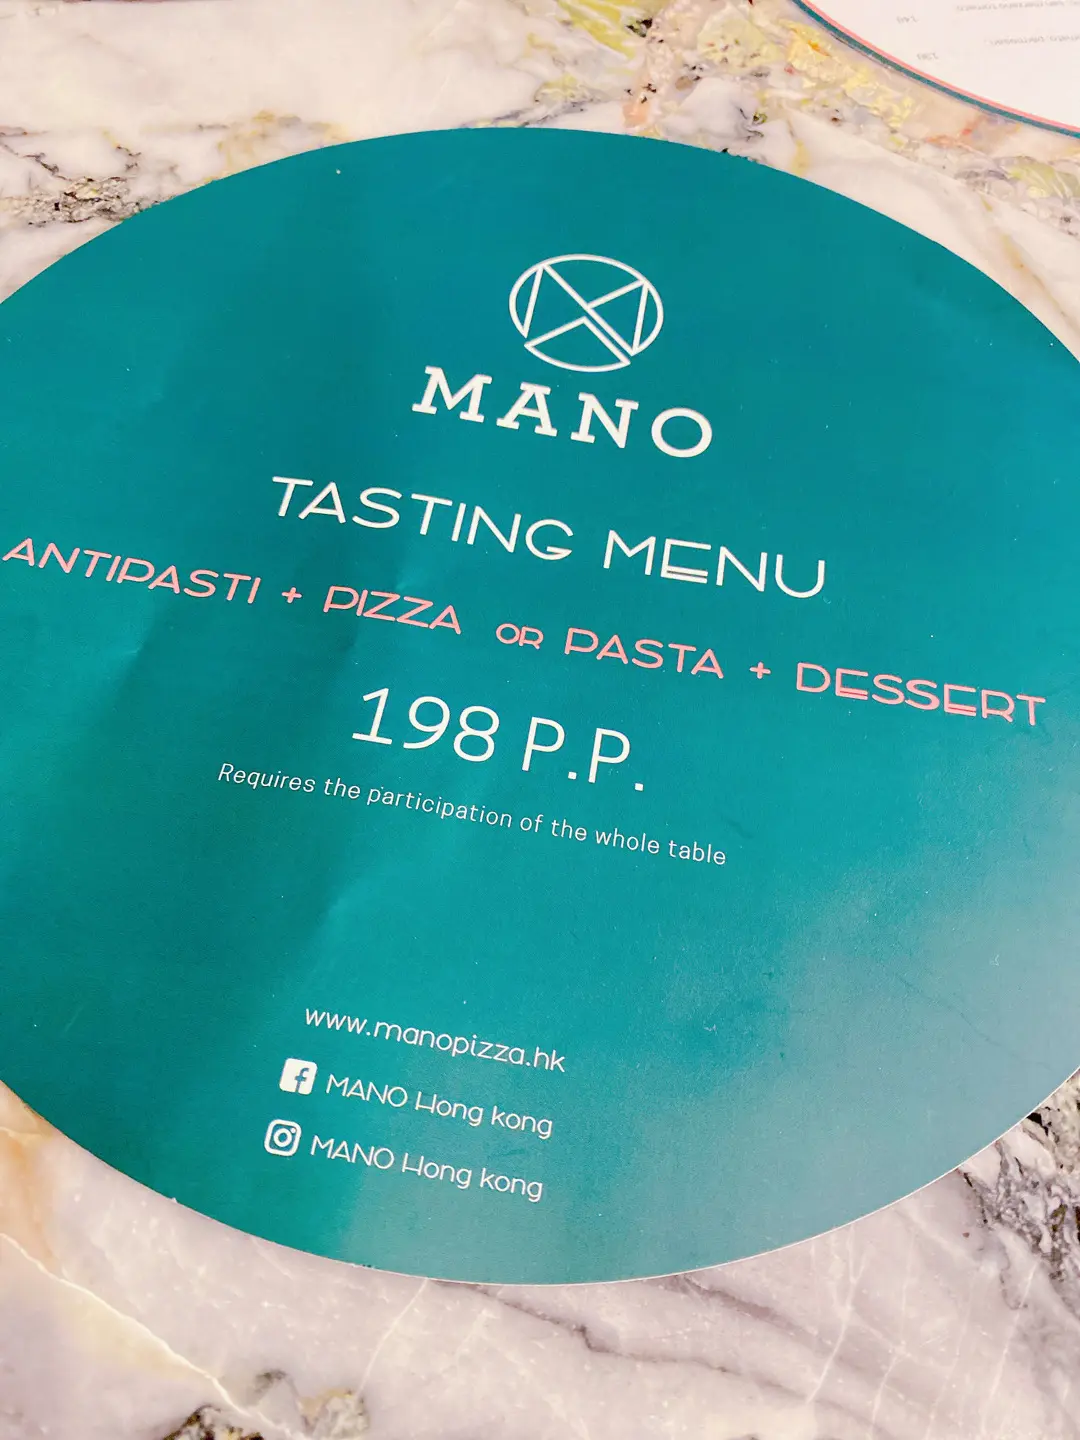 MANO
TASTING MENU
ANTIPASTI + PIZZA OR PASTA + DESSERT
198 P.P.
Requires the participation of the whole table
www.manopizza.hk
MANO Hong kong
MANO Hong kong